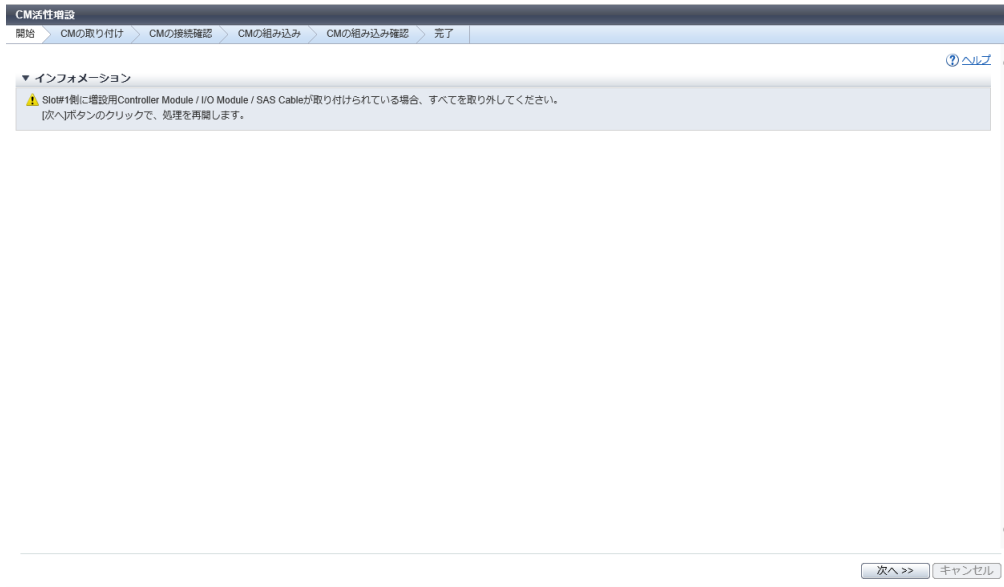 CM活性増設
開始 CMの取り付け CMの接続確認 CMの組み込み CMの組み込み確認 完了
ヘルプ
インフォメーション
Slot#1側に増設用Controller Module / I/O Module / SAS Cableが取り付けられている場合、すべてを取り外してください。
[次へ]ボタンのクリックで、処理を再開します。
次へ >> キャンセル